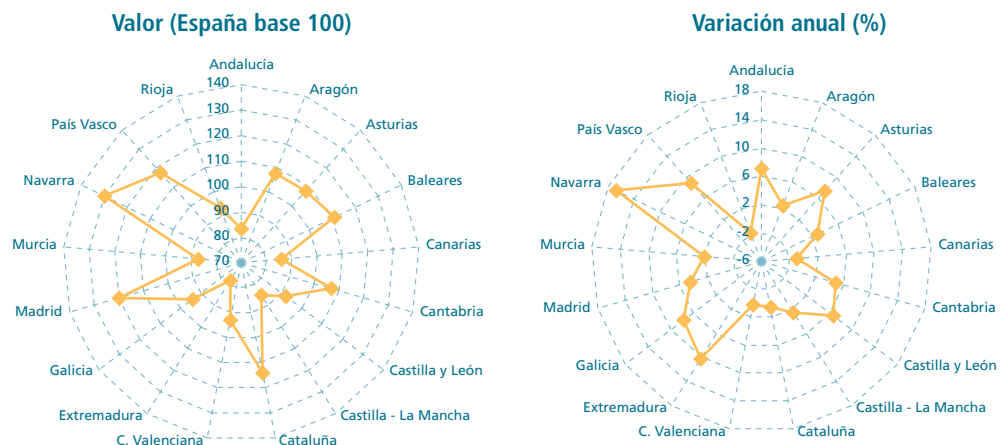 Valor (España base 100)
Andalucía
Aragón
Asturias
Baleares
Canarias
Cantabria
Castilla y León
Castilla - La Mancha
Cataluña
C. Valenciana
Extremadura
Galicia
Madrid
Murcia
Navarra
País Vasco
Rioja
140
130
120
110
100
90
80
70
Variación anual (%)
Andalucía
Aragón
Asturias
Baleares
Canarias
Cantabria
Castilla y León
Castilla - La Mancha
Cataluña
C. Valenciana
Extremadura
Galicia
Madrid
Murcia
Navarra
País Vasco
Rioja
18
14
10
6
2
-2
-6